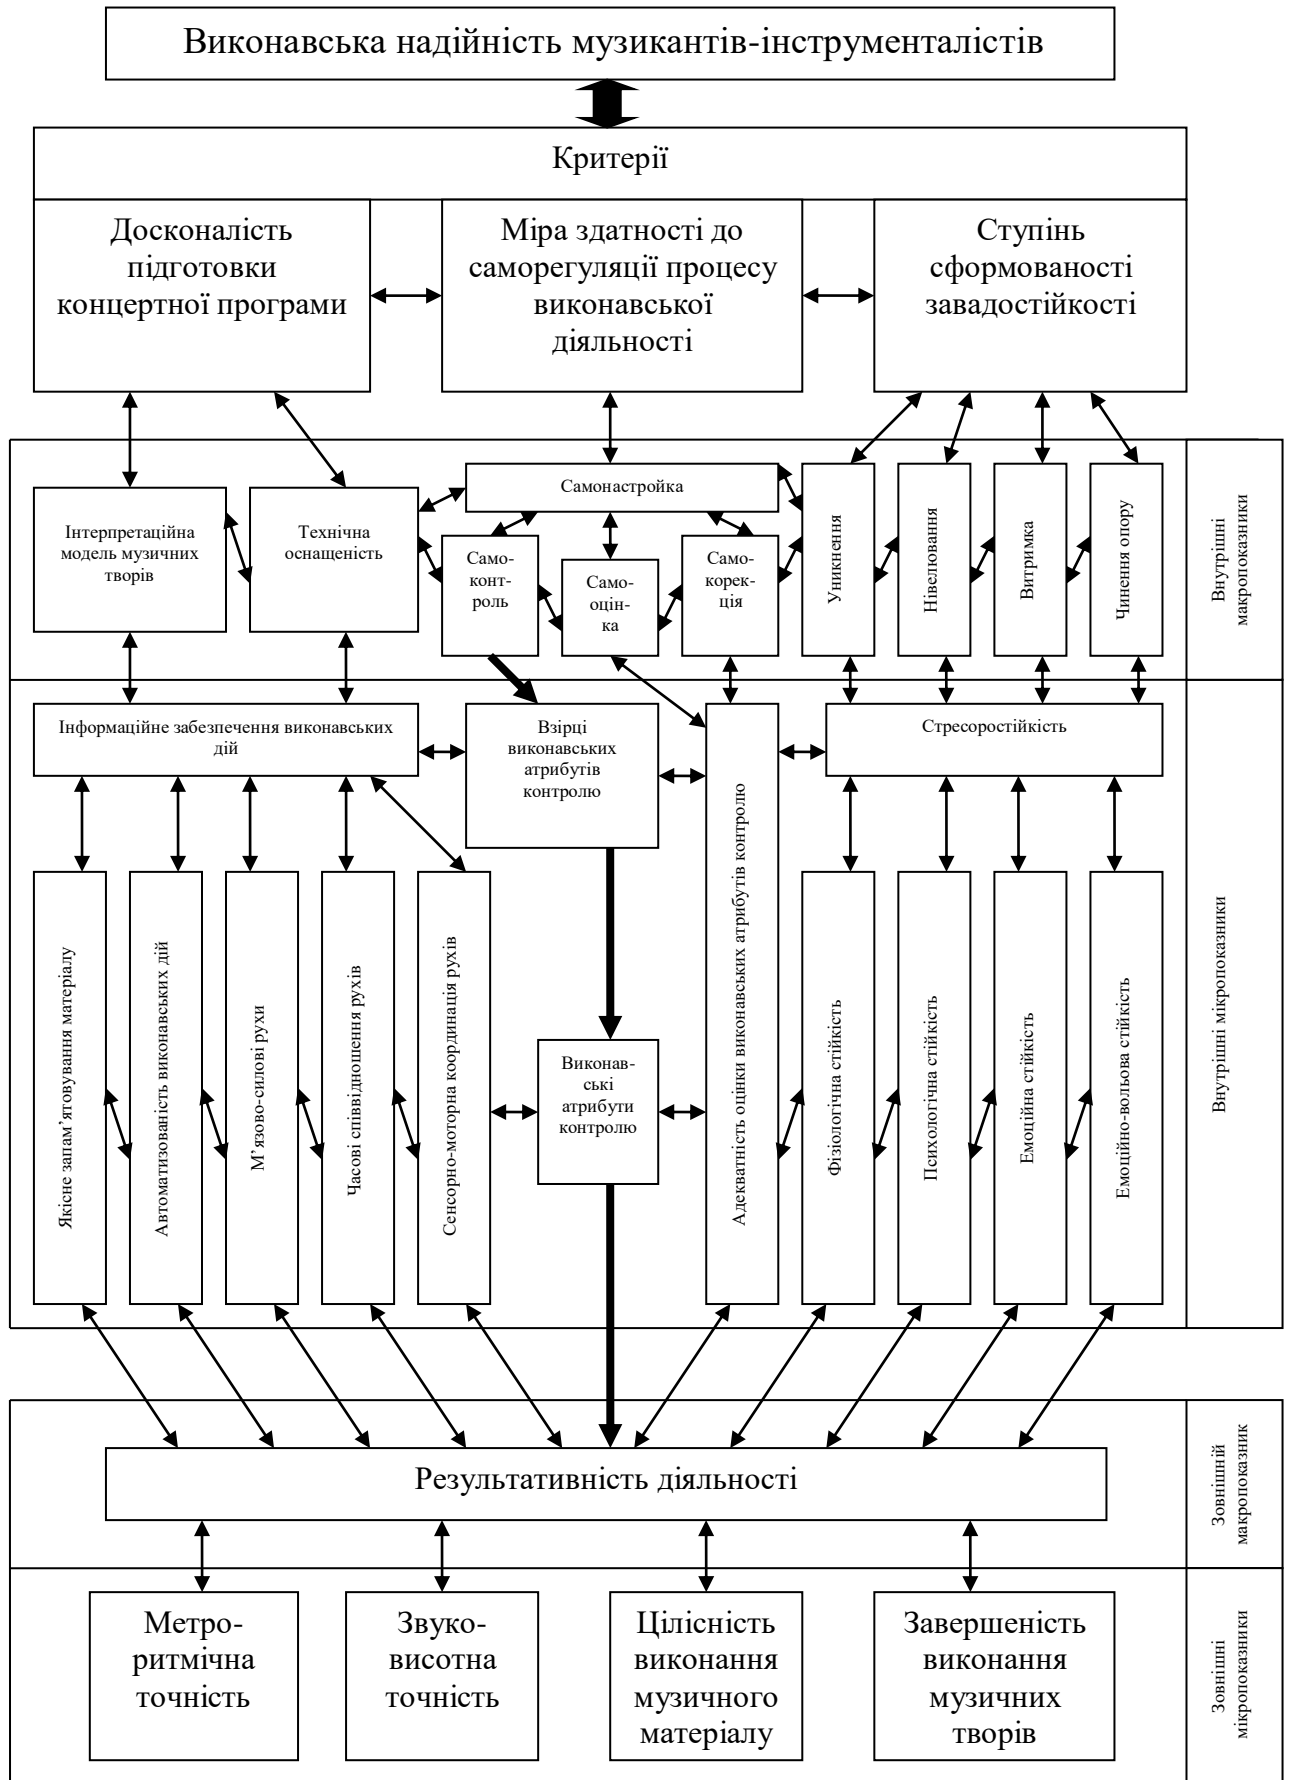 Виконавська надійність музикантів-інструменталістів
Критерії
Досконалість
підготовки
концертної програми
Міра здатності до
саморегуляції процесу
виконавської
діяльності
Ступінь
сформованості
завадостійкості
Інтерпретаційна
модель музичних
творів
Технічна
оснащеність
Самонастройка
Само-
конт-
роль
Само-
оцін-
ка
Само-
корек-
ція
Уникнення
Нівелювання
Витримка
Чинення опору
Внутрішні
макропоказники
Інформаційне забезпечення виконавських
дій
Взірці
виконавських
атрибутів
контролю
Стресоростійкість
Якісне запам’ятовування матеріалу
Автоматизованість виконавських дій
М’язово-силові рухи
Часові співвідношення рухів
Сенсорно-моторна координація рухів
Виконав-
ські
атрибути
контролю
Адекватність оцінки виконавських атрибутів контролю
Фізіологічна стійкість
Психологічна стійкість
Емоційна стійкість
Емоційно-вольова стійкість
Внутрішні мікропоказники
Результативність діяльності
Зовнішній
макропоказник
Метро-
ритмічна
точність
Звуко-
висотна
точність
Цілісність
виконання
музичного
матеріалу
Завершеність
виконання
музичних
творів
Зовнішні
мікропоказники